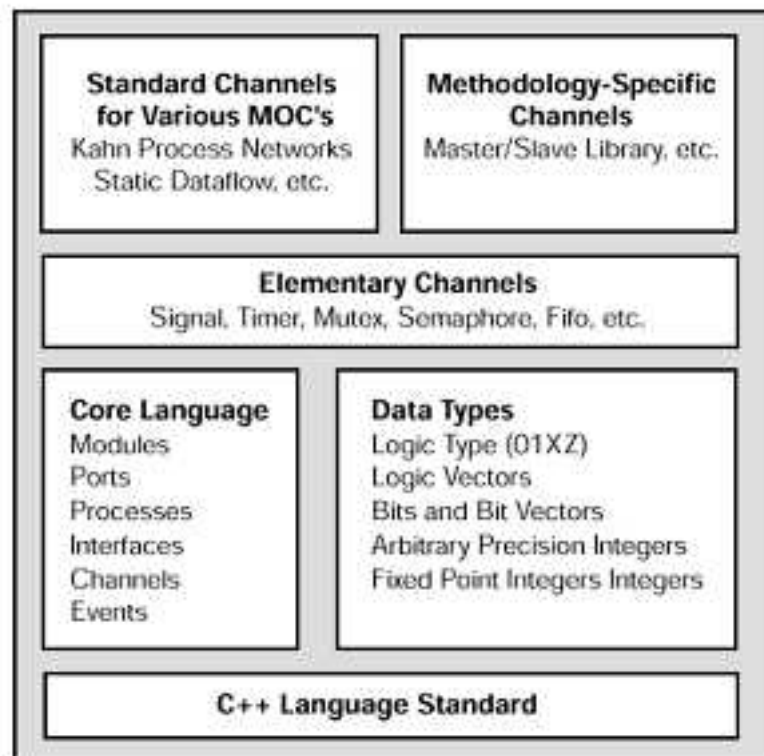 Standard Channels
for Various MOC's
Kahn Process Networks
Static Dataflow, etc.
Methodology-Specific
Channels
Master/Slave Library, etc.
Elementary Channels
Signal, Timer, Mutex, Semaphore, Fifo, etc.
Core Language
Modules
Ports
Processes
Interfaces
Channels
Events
Data Types
Logic Type (01XZ)
Logic Vectors
Bits and Bit Vectors
Arbitrary Precision Integers
Fixed Point Integers Integers
C++ Language Standard